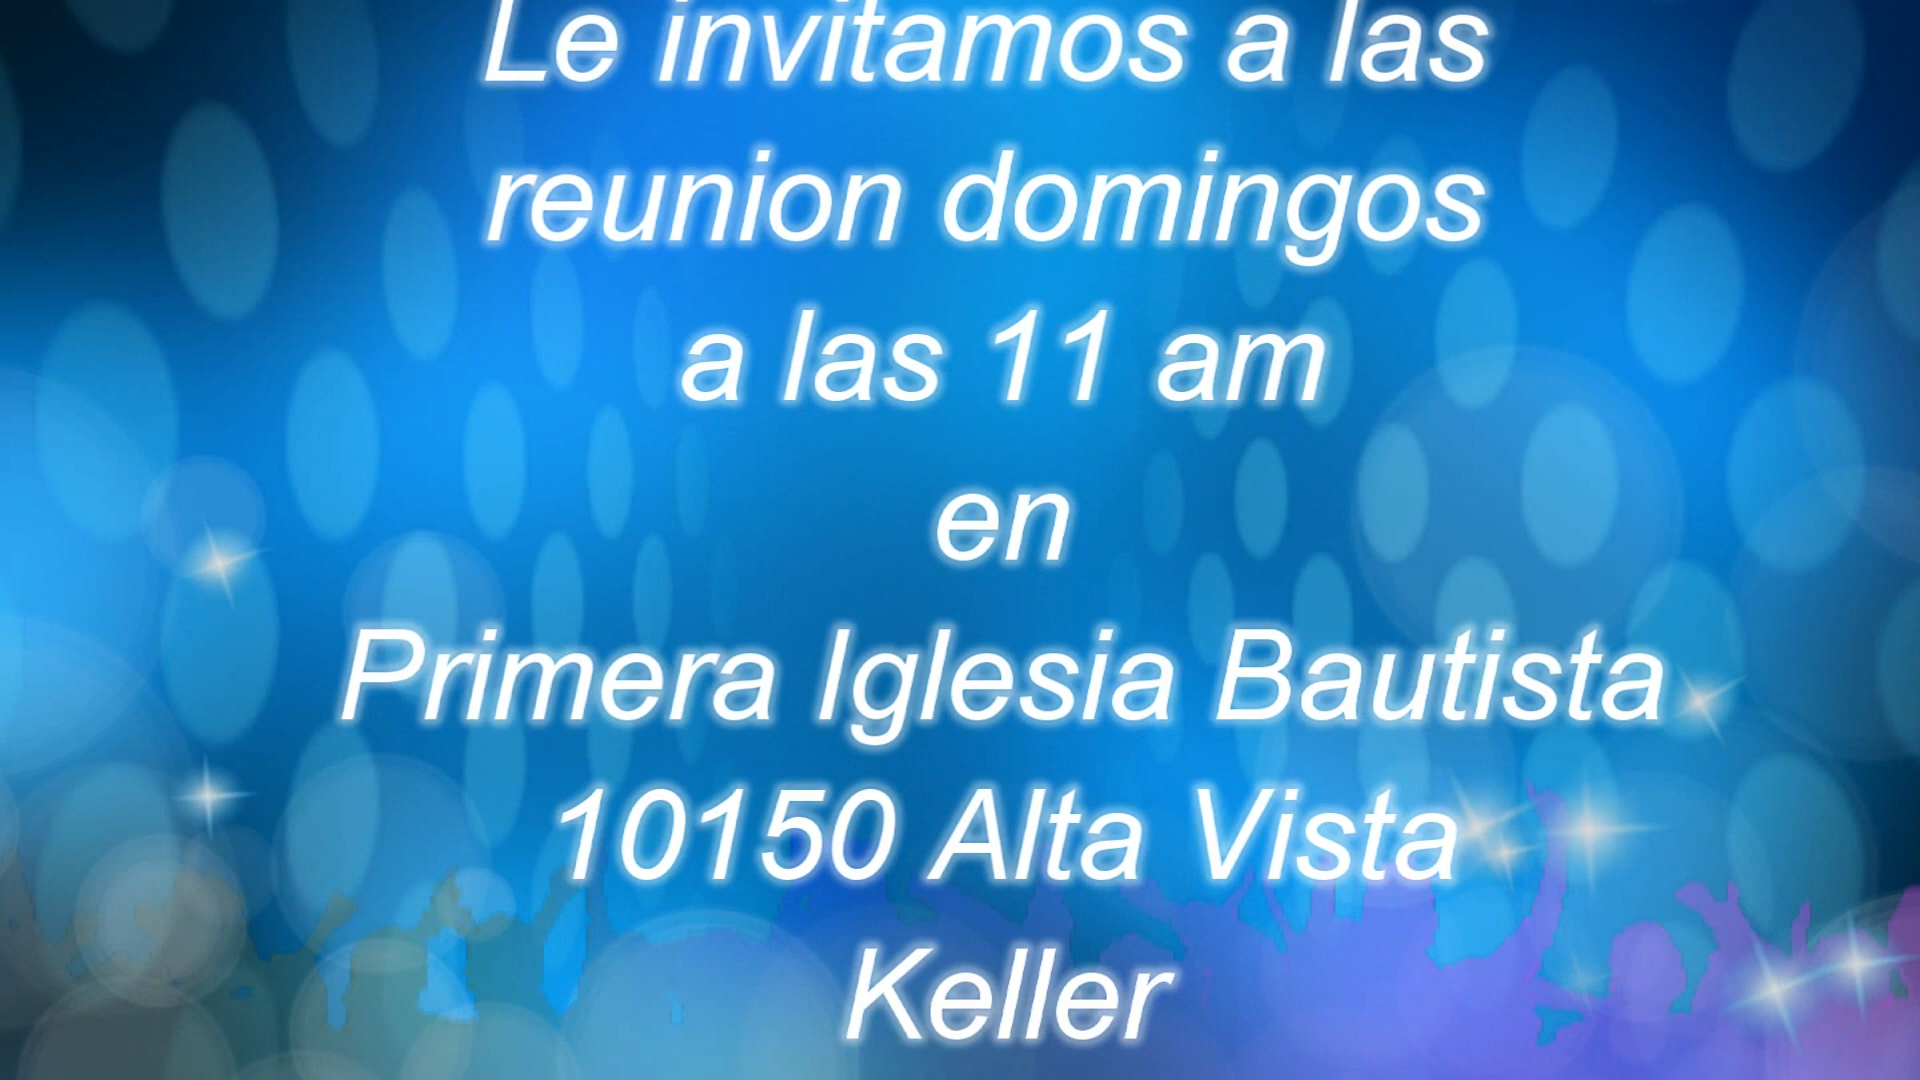 Le invitamos a las
reunion domingos
a las 11 am
en
Primera Iglesia Bautista
10150 Alta Vista
Keller